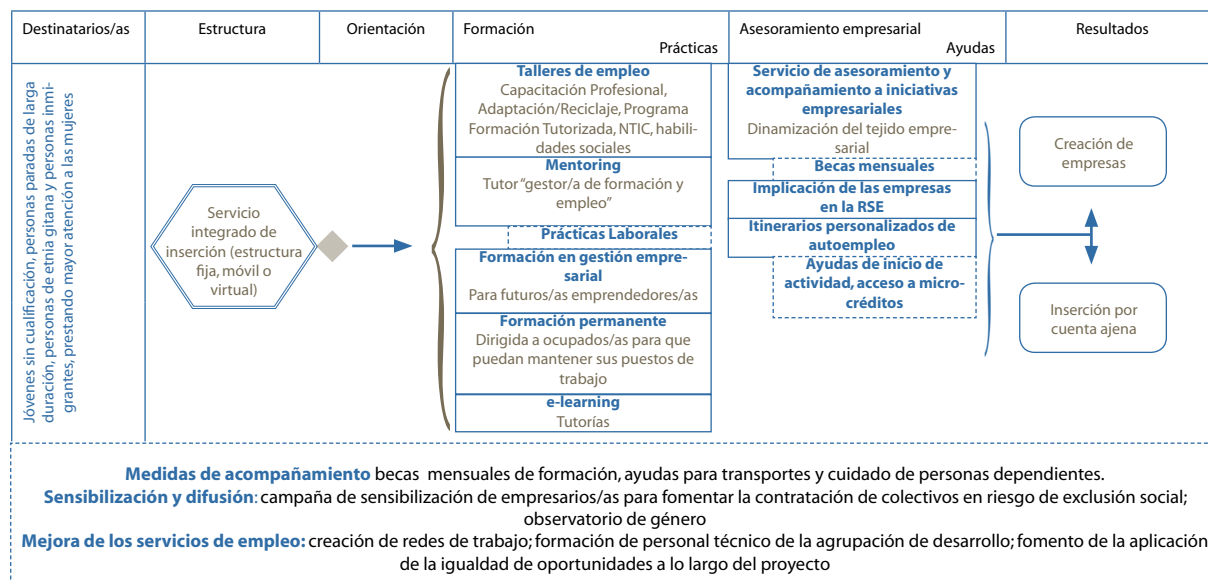 Destinatarios/as
Estructura
Orientación
Formación
Prácticas
Asesoramiento empresarial
Ayudas
Resultados
Jóvenes sin cualificación, personas paradas de larga
duración, personas de etnia gitana y personas inmi-
grantes, prestando mayor atención a las mujeres
Servicio
integrado de
inserción (estructura
fija, móvil o
virtual)
Talleres de empleo
Capacitación Profesional,
Adaptación/Reciclaje, Programa
Formación Tutorizada, NTIC, habili-
dades sociales
Mentoring
Tutor “gestor/a de formación y
empleo”
Prácticas Laborales
Formación en gestión empre-
sarial
Para futuros/as emprendedores/as
Formación permanente
Dirigida a ocupados/as para que
puedan mantener sus puestos de
trabajo
e-learning
Tutorías
Servicio de asesoramiento y
acompañamiento a iniciativas
empresariales
Dinamización del tejido empre-
sarial
Becas mensuales
Implicación de las empresas
en la RSE
Itinerarios personalizados de
autoempleo
Ayudas de inicio de
actividad, acceso a micro-
créditos
Creación de
empresas
Inserción por
cuenta ajena
Medidas de acompañamiento becas mensuales de formación, ayudas para transportes y cuidado de personas dependientes.
Sensibilización y difusión: campaña de sensibilización de empresarios/as para fomentar la contratación de colectivos en riesgo de exclusión social;
observatorio de género
Mejora de los servicios de empleo: creación de redes de trabajo; formación de personal técnico de la agrupación de desarrollo; fomento de la aplicación
de la igualdad de oportunidades a lo largo del proyecto